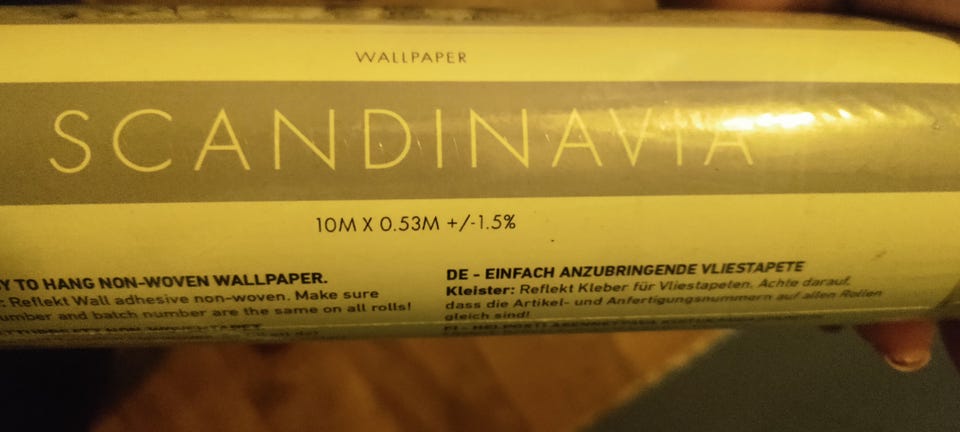 WALLPAPER
SCANDINAVIA
10M X 0.53M +/-1.5%
Y TO HANG NON-WOVEN WALLPAPER.
: Reflekt Wall adhesive non-woven. Make sure
umber and batch number are the same on all rolls!
DE - EINFACH ANZUBRINGENDE VLIESTAPETE
Kleister: Reflekt Kleber für Vliestapeten. Achte darauf,
dass die Artikel- und Anfertigungsnummern auf allen Rollen
gleich sind!